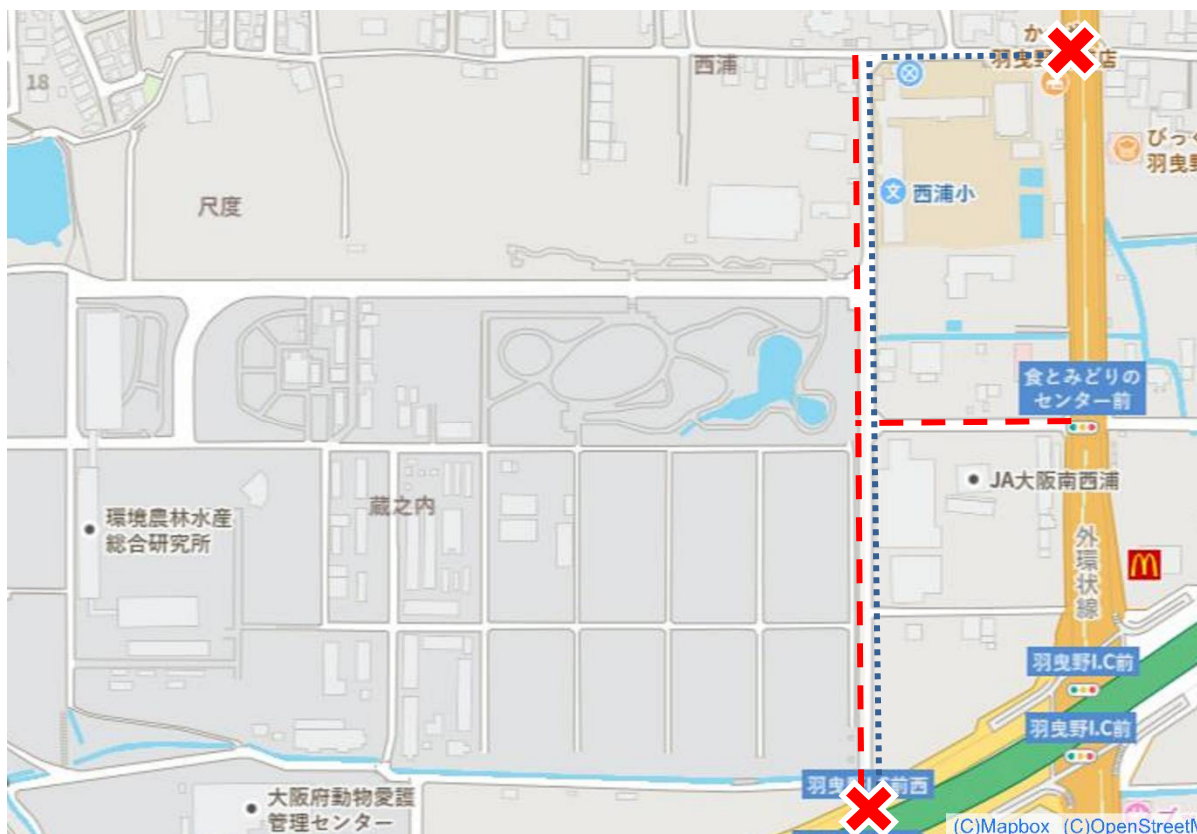 西浦
18
羽曳野
店
びっく
羽曳野
尺度
西浦小
食とみどりの
センター前
JA大阪南西浦
蔵之内
環境農林水産
総合研究所
外環状線
羽曳野I.C前
羽曳野I.C前
大阪府動物愛護
管理センター
(C)Mapbox (C)OpenStreetM